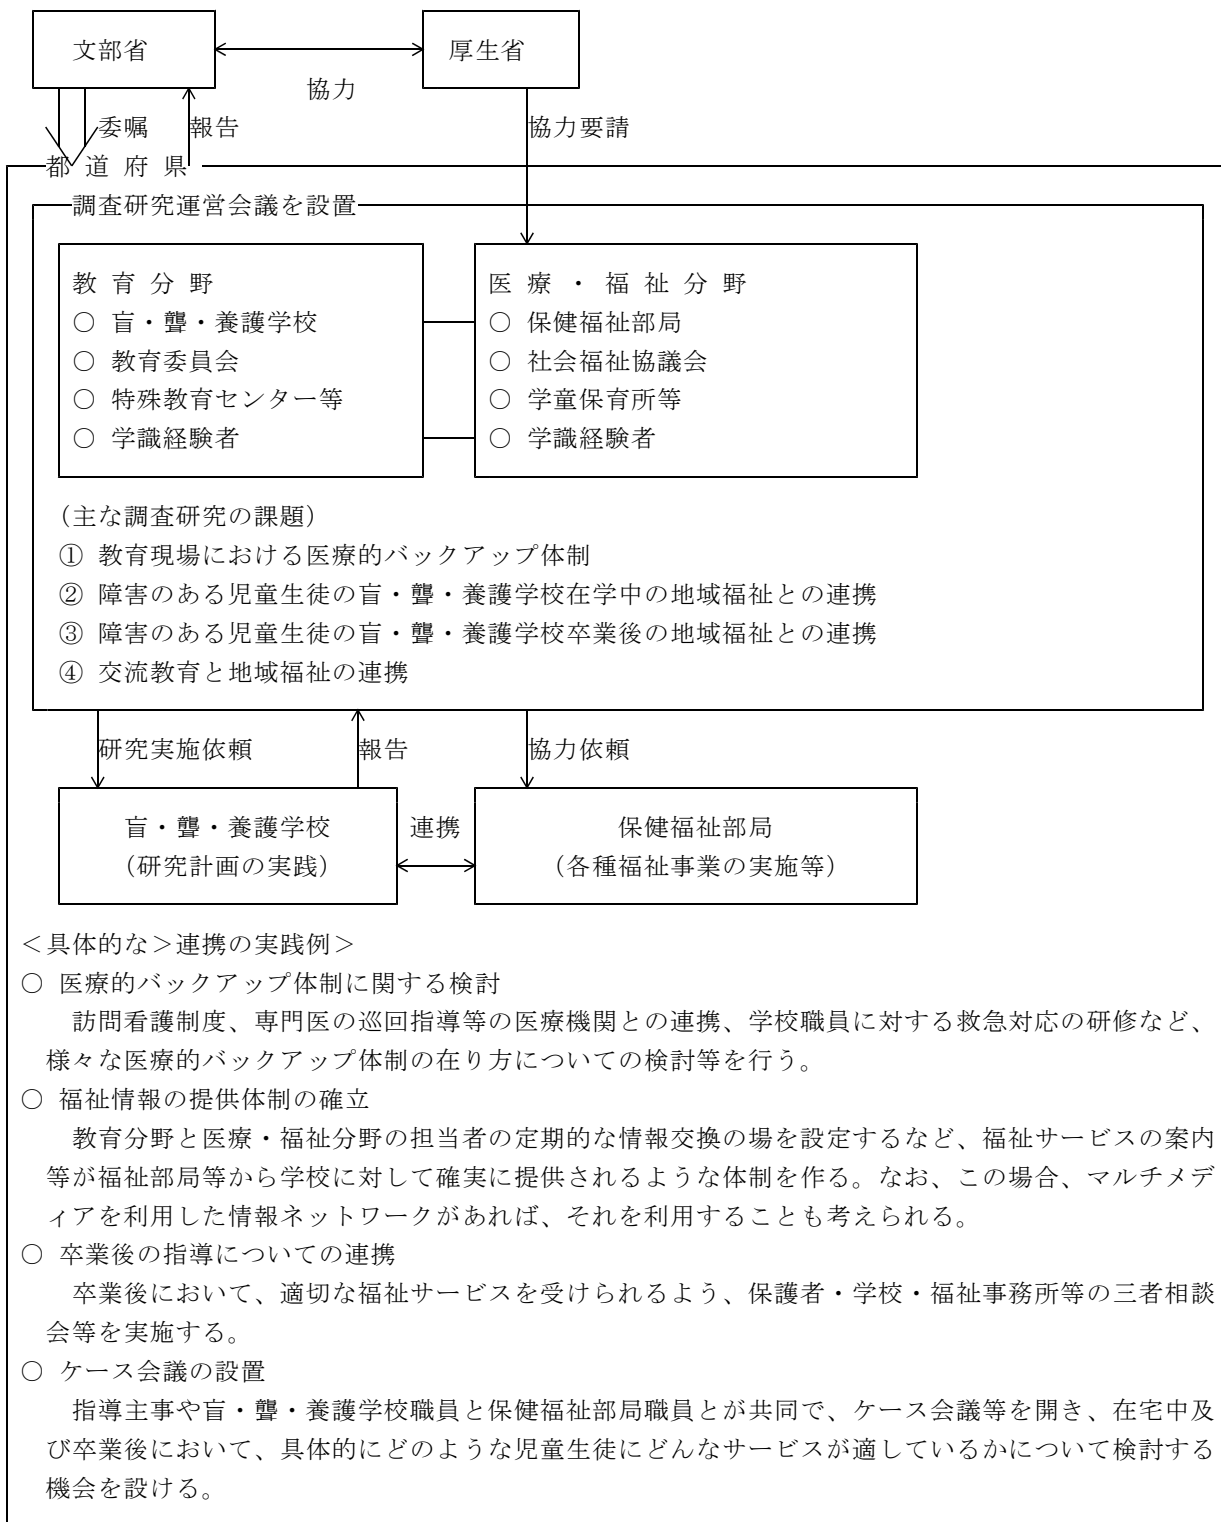 文部省
厚生省
協力
委嘱
報告
協力要請
都道府県
調査研究運営会議を設置
教育分野
○ 盲・聾・養護学校
○ 教育委員会
○ 特殊教育センター等
○ 学識経験者
医療・福祉分野
○ 保健福祉部局
○ 社会福祉協議会
○ 学童保育所等
○ 学識経験者
（主な調査研究の課題）
① 教育現場における医療的バックアップ体制
② 障害のある児童生徒の盲・聾・養護学校在学中の地域福祉との連携
③ 障害のある児童生徒の盲・聾・養護学校卒業後の地域福祉との連携
④ 交流教育と地域福祉の連携
研究実施依頼
報告
協力依頼
盲・聾・養護学校
（研究計画の実践）
連携
保健福祉部局
（各種福祉事業の実施等）
＜具体的な＞連携の実践例＞
○ 医療的バックアップ体制に関する検討
訪問看護制度、専門医の巡回指導等の医療機関との連携、学校職員に対する救急対応の研修など、
様々な医療的バックアップ体制の在り方についての検討等を行う。
○ 福祉情報の提供体制の確立
教育分野と医療・福祉分野の担当者の定期的な情報交換の場を設定するなど、福祉サービスの案内
等が福祉部局等から学校に対して確実に提供されるような体制を作る。なお、この場合、マルチメデ
ィアを利用した情報ネットワークがあれば、それを利用することも考えられる。
○ 卒業後の指導についての連携
卒業後において、適切な福祉サービスを受けられるよう、保護者・学校・福祉事務所等の三者相談
会等を実施する。
○ ケース会議の設置
指導主事や盲・聾・養護学校職員と保健福祉部局職員とが共同で、ケース会議等を開き、在宅中及
び卒業後において、具体的にどのような児童生徒にどんなサービスが適しているかについて検討する
機会を設ける。